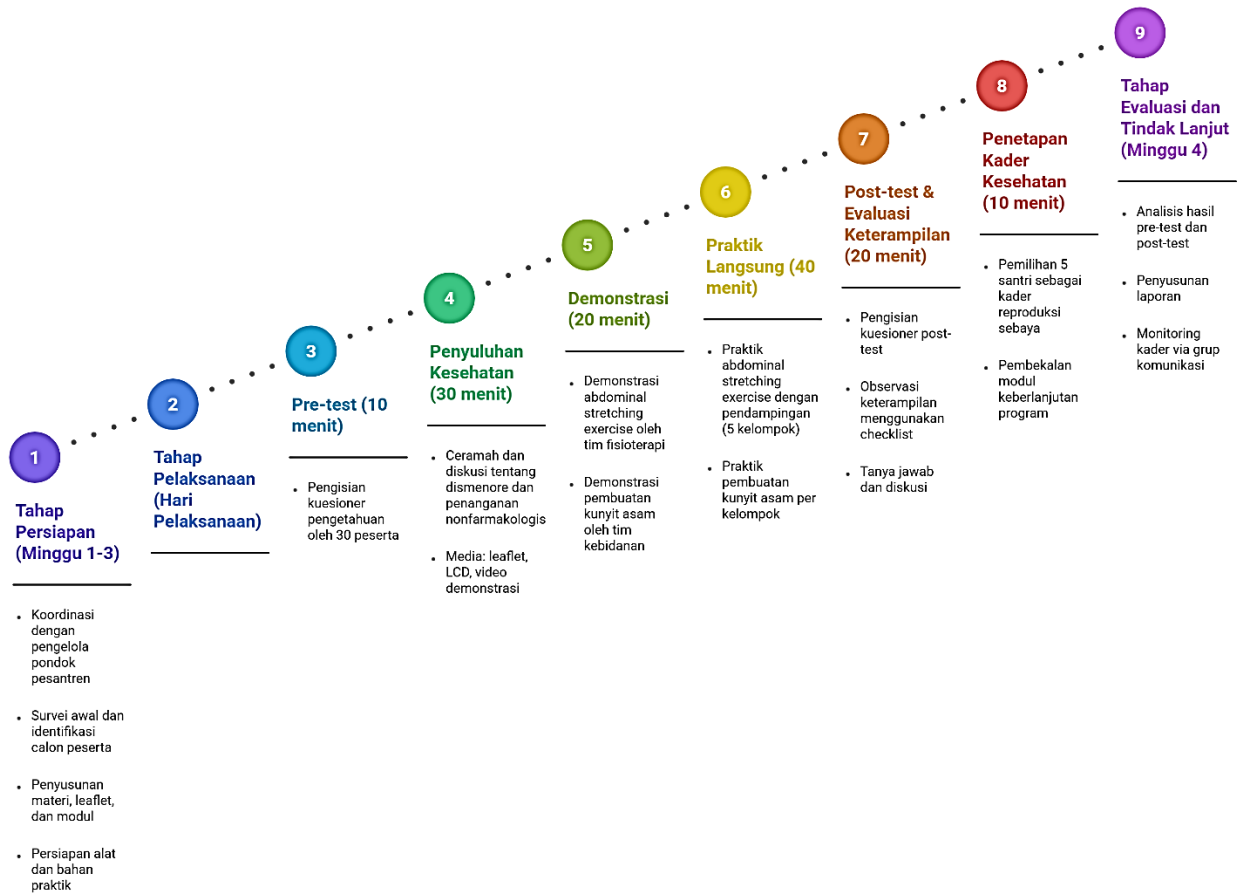 1
Tahap
Persiapan
(Minggu 1-3)
• Koordinasi
dengan
pengelola
pondok
pesantren
• Survei awal dan
identifikasi
calon peserta
• Penyusunan
materi, leaflet,
dan modul
• Persiapan alat
dan bahan
praktik
2
Tahap
Pelaksanaan
(Hari
Pelaksanaan)
3
Pre-test (10
menit)
• Pengisian
kuesioner
pengetahuan
oleh 30 peserta
4
Penyuluhan
Kesehatan
(30 menit)
• Ceramah dan
diskusi tentang
dismenore dan
penanganan
nonfarmakologis
• Media: leaflet,
LCD, video
demonstrasi
5
Demonstrasi
(20 menit)
• Demonstrasi
abdominal
stretching
exercise oleh
tim fisioterapi
• Demonstrasi
pembuatan
kunyit asam
oleh tim
kebidanan
6
Praktik
Langsung (40
menit)
• Praktik
abdominal
stretching
exercise dengan
pendampingan
(5 kelompok)
• Praktik
pembuatan
kunyit asam per
kelompok
7
Post-test &
Evaluasi
Keterampilan
(20 menit)
• Pengisian
kuesioner post-
test
• Observasi
keterampilan
menggunakan
checklist
• Tanya jawab
dan diskusi
8
Penetapan
Kader
Kesehatan
(10 menit)
• Pemilihan 5
santri sebagai
kader
reproduksi
sebaya
• Pembekalan
modul
keberlanjutan
program
9
Tahap
Evaluasi dan
Tindak Lanjut
(Minggu 4)
• Analisis hasil
pre-test dan
post-test
• Penyusunan
laporan
• Monitoring
kader via grup
komunikasi